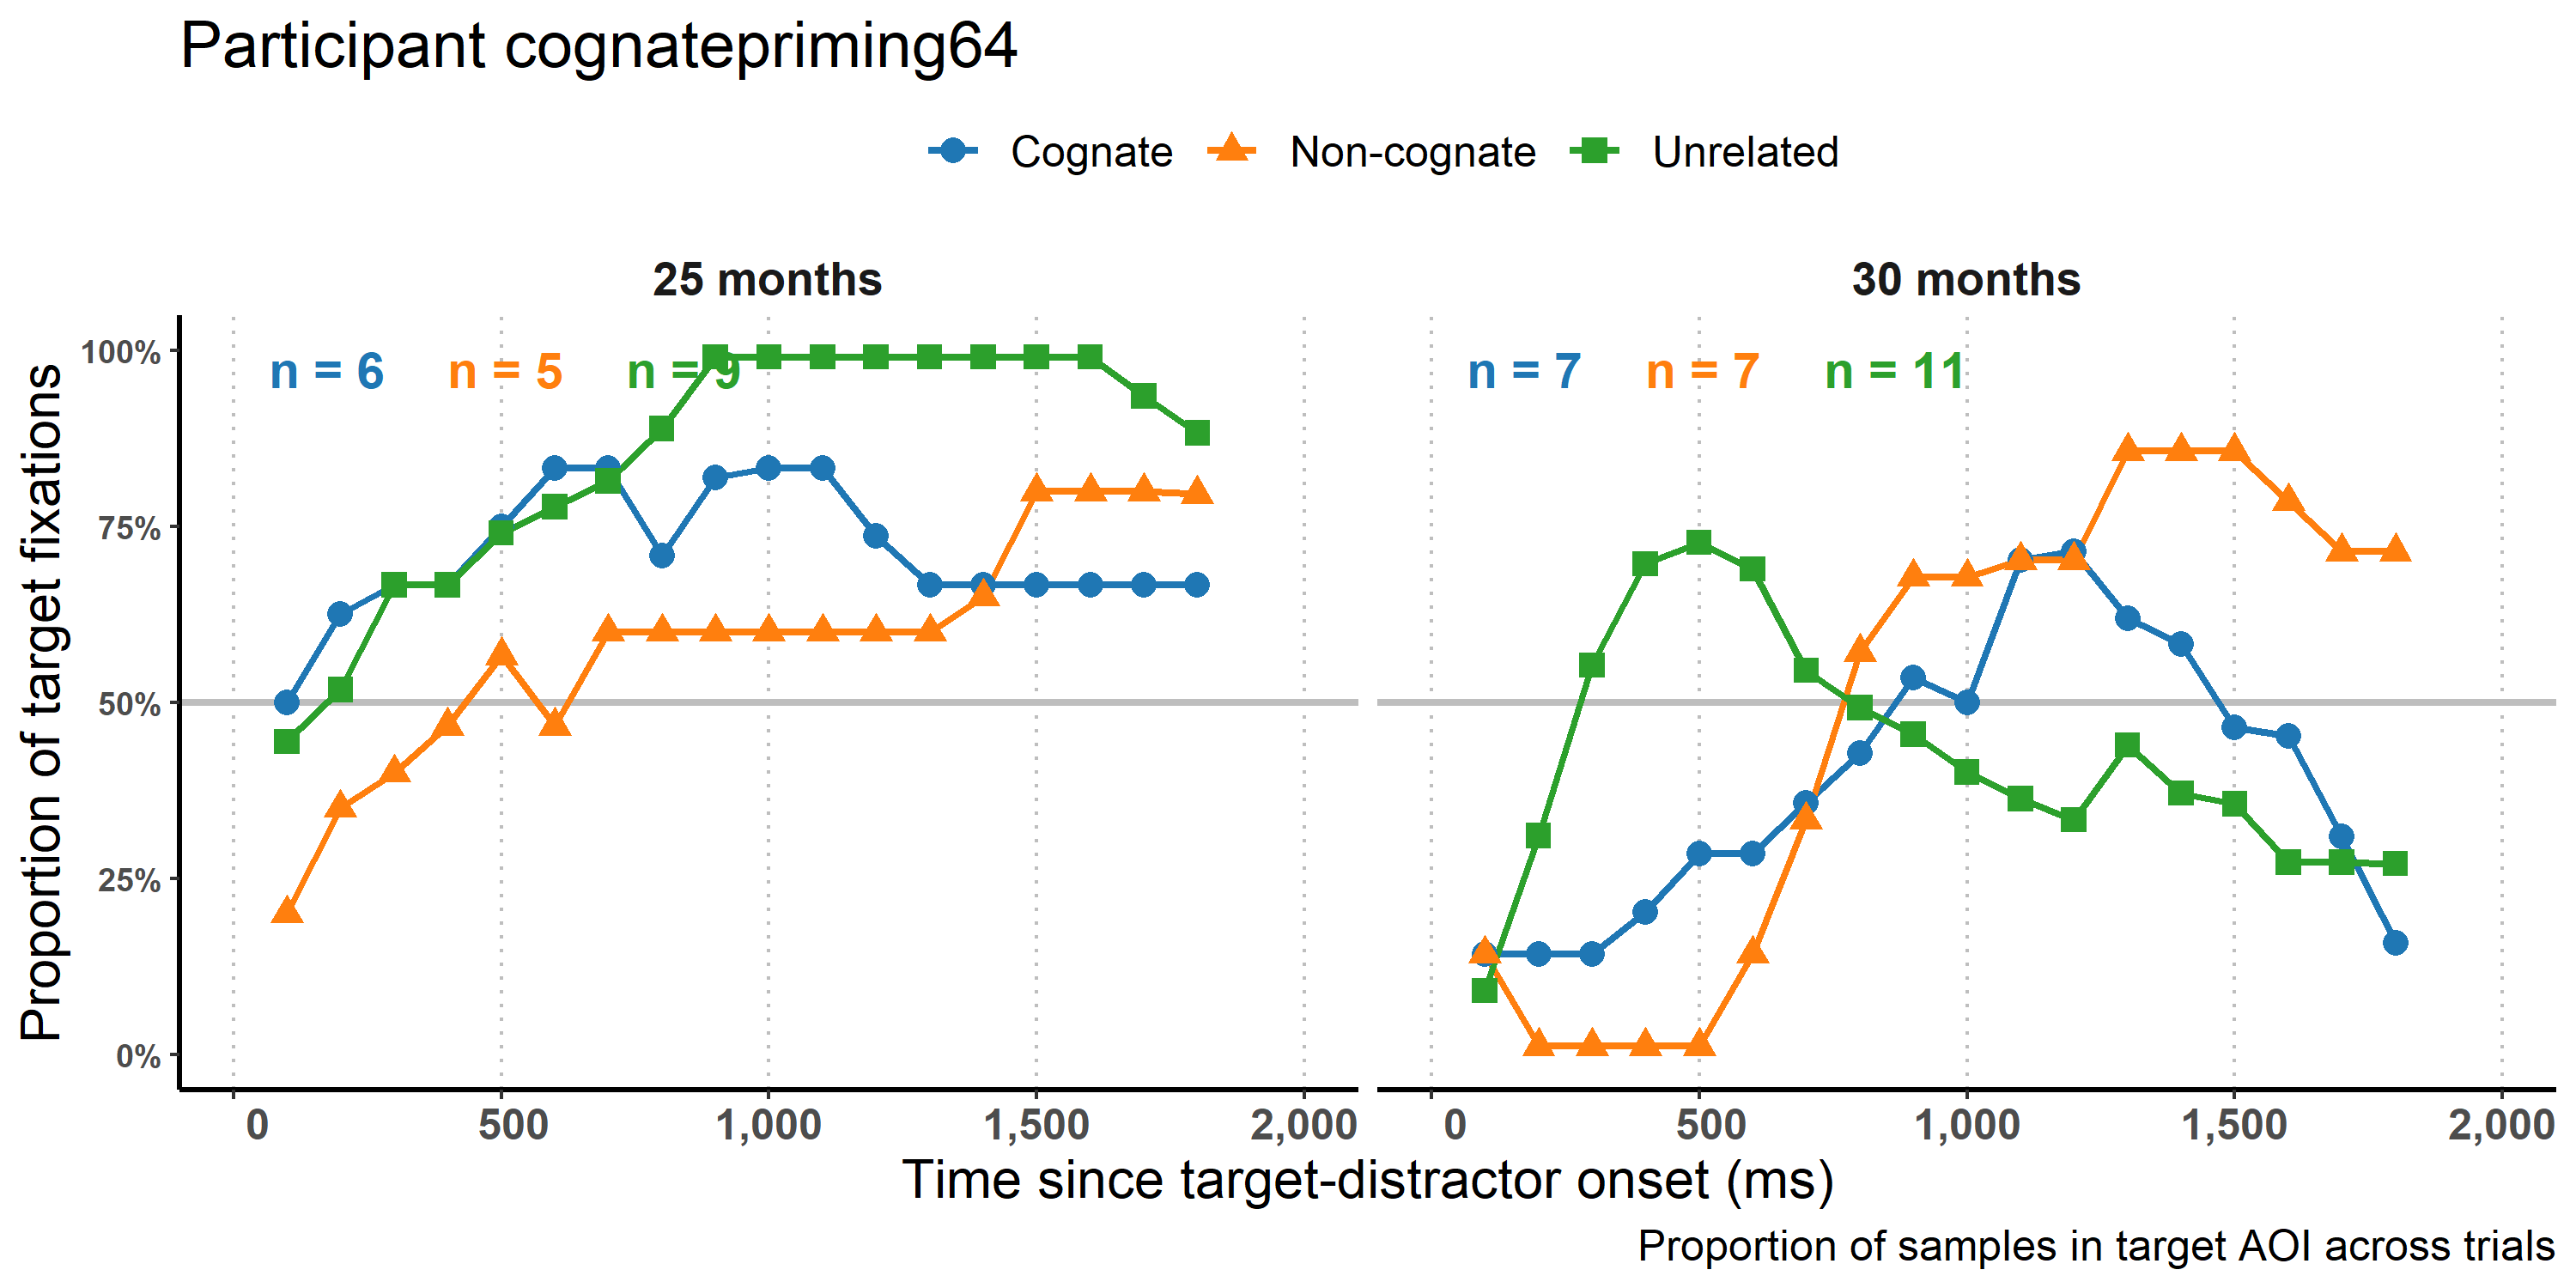 Participant cognatepriming64
Cognate Non-cognate Unrelated
25 months 30 months
n = 6 n = 5 n = 9 n = 7 n = 7 n = 11
Proportion of target fixations
100%
75%
50%
25%
0%
0 500 1,000 1,500 2,000 0 500 1,000 1,500 2,000
Time since target-distractor onset (ms)
Proportion of samples in target AOI across trials